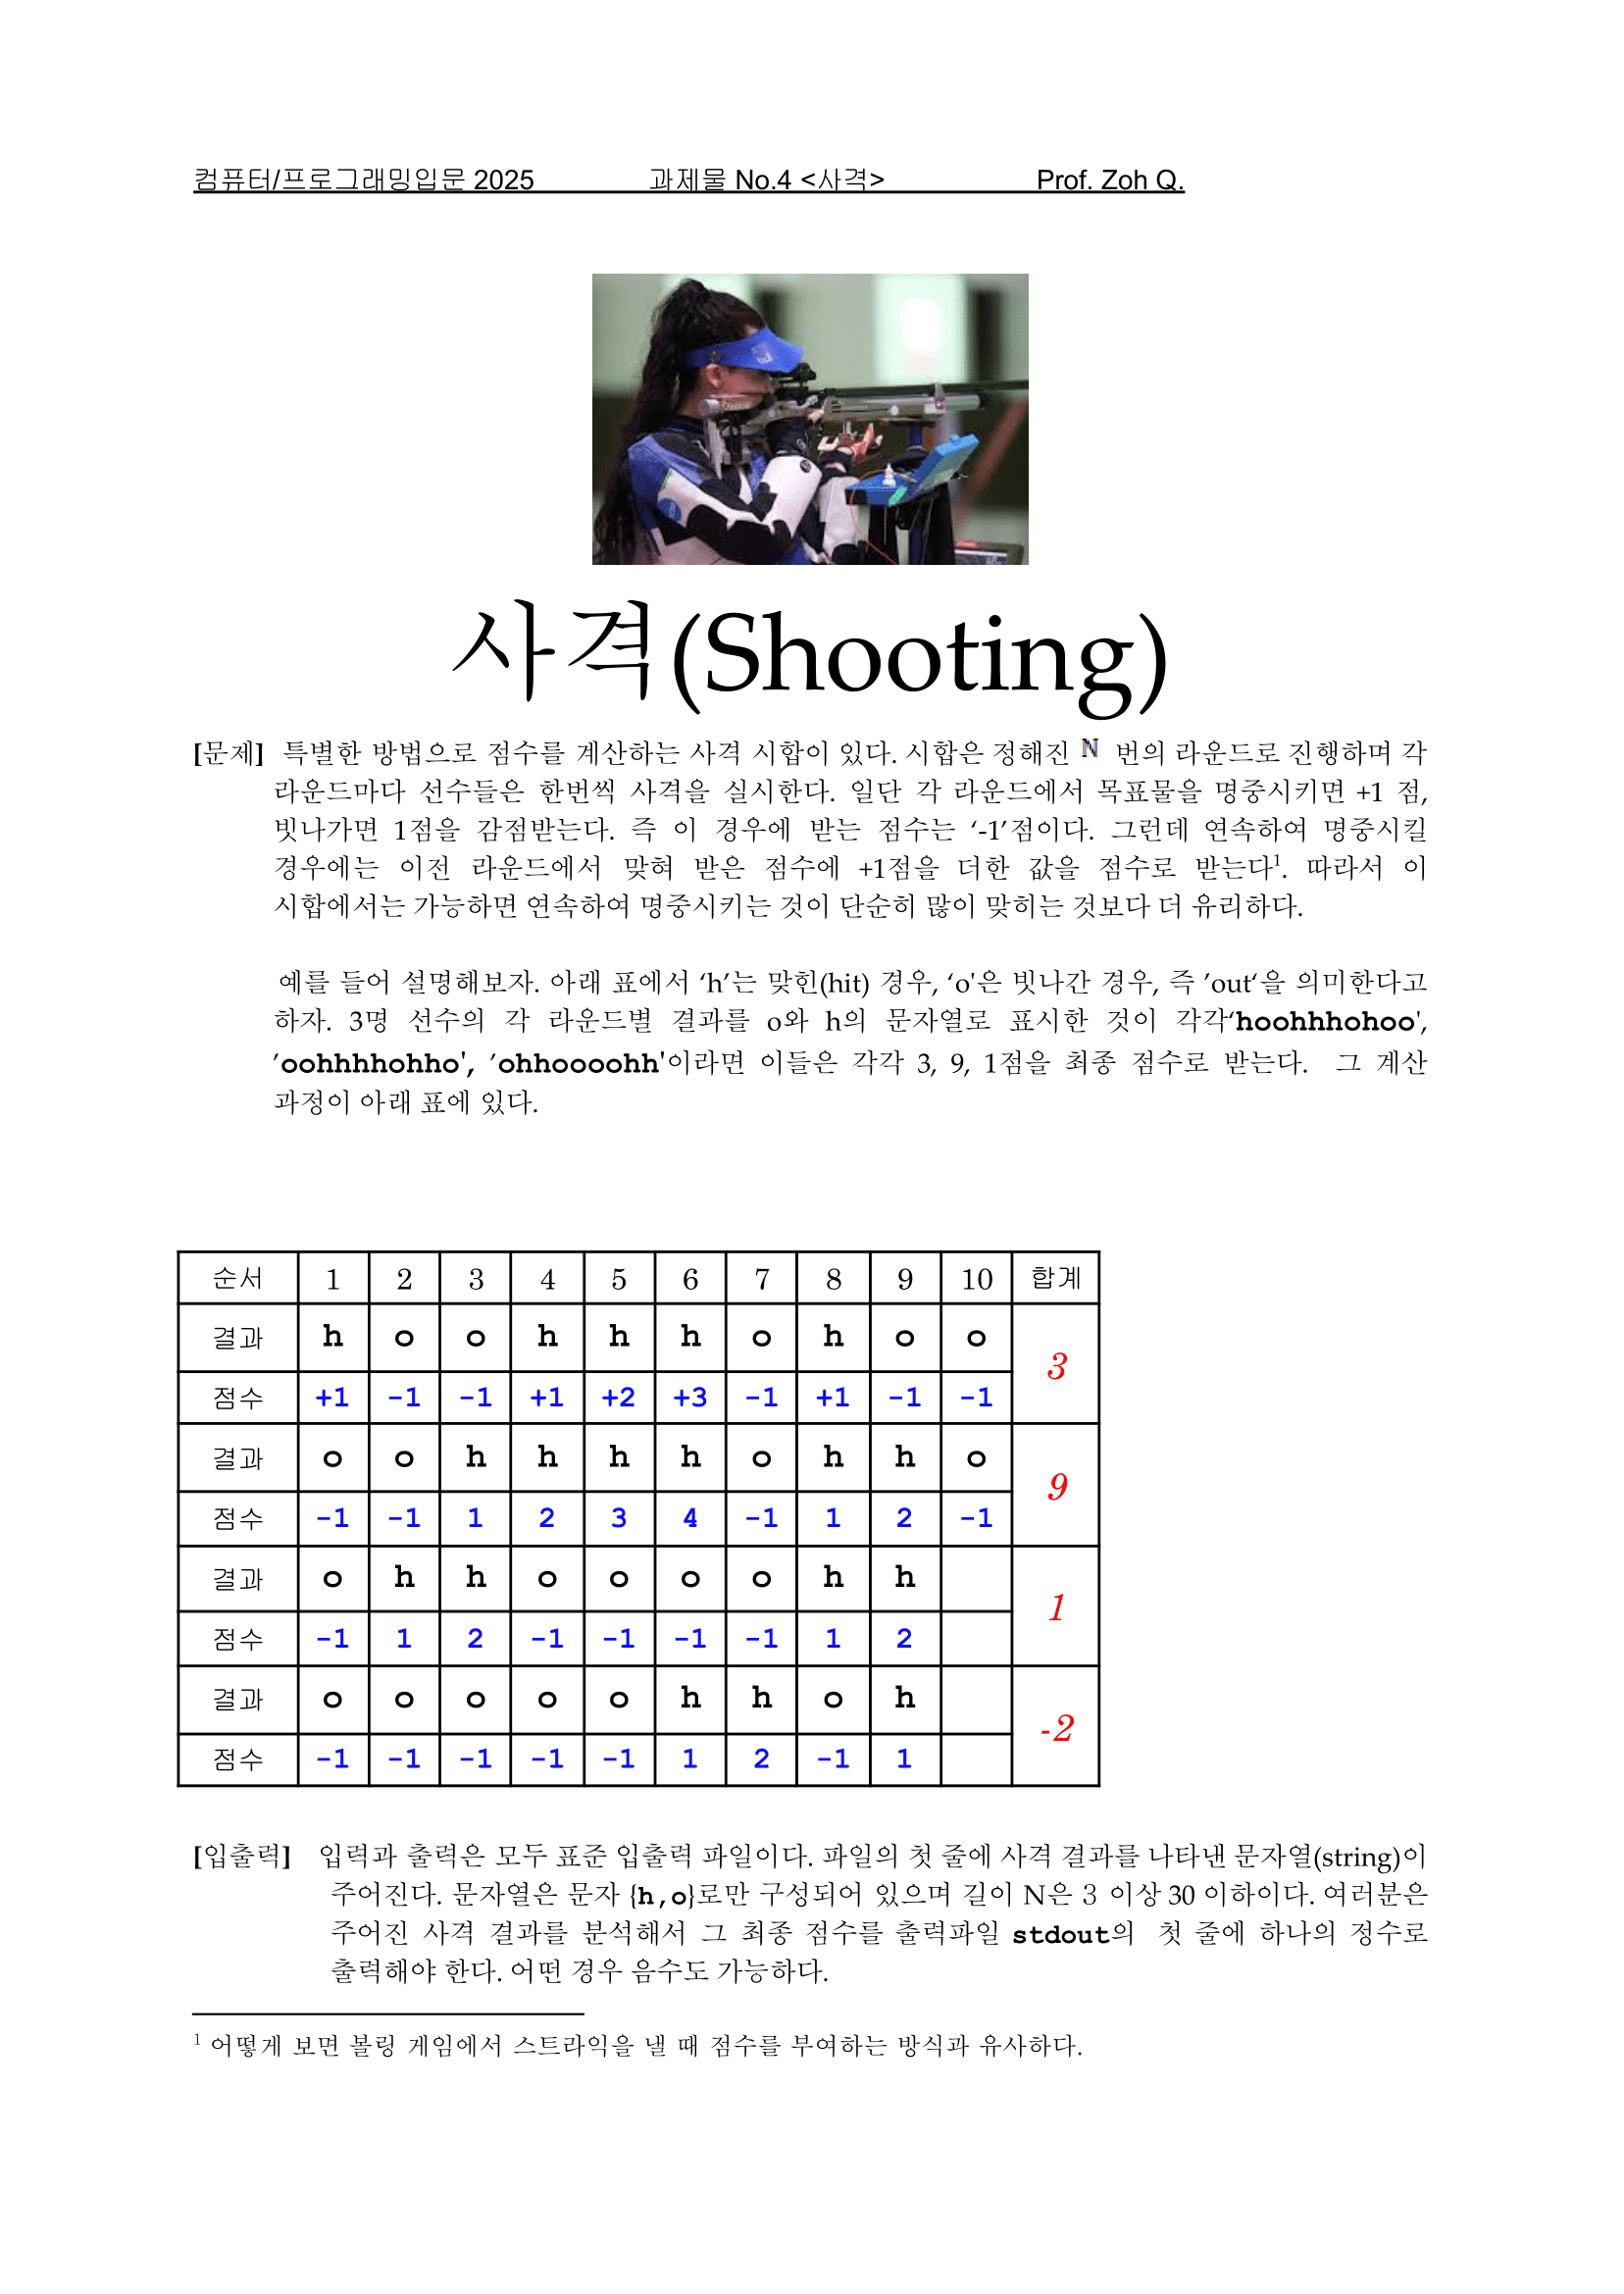 컴퓨터/프로그래밍입문 2025 과제물 No.4 <사격> Prof. Zoh Q.
사격(Shooting)
[문제] 특별한 방법으로 점수를 계산하는 사격 시합이 있다. 시합은 정해진 N 번의 라운드로 진행하며 각
라운드마다 선수들은 한번씩 사격을 실시한다. 일단 각 라운드에서 목표물을 명중시키면 +1 점,
빗나가면 1점을 감점받는다. 즉 이 경우에 받는 점수는 ‘-1’점이다. 그런데 연속하여 명중시킬
경우에는 이전 라운드에서 맞혀 받은 점수에 +1점을 더한 값을 점수로 받는다1. 따라서 이
시합에서는 가능하면 연속하여 명중시키는 것이 단순히 많이 맞히는 것보다 더 유리하다.
예를 들어 설명해보자. 아래 표에서 ‘h’는 맞힌(hit) 경우, ‘o'은 빗나간 경우, 즉 ’out‘을 의미한다고
하자. 3명 선수의 각 라운드별 결과를 o와 h의 문자열로 표시한 것이 각각‘hoohhhohoo',
’oohhhhohho', ’ohhoooohh'이라면 이들은 각각 3, 9, 1점을 최종 점수로 받는다. 그 계산
과정이 아래 표에 있다.
순서 1 2 3 4 5 6 7 8 9 10 합계
결과 h o o h h h o h o o
3
점수 +1 -1 -1 +1 +2 +3 -1 +1 -1 -1
결과 o o h h h h o h h o
9
점수 -1 -1 1 2 3 4 -1 1 2 -1
결과 o h h o o o o h h
1
점수 -1 1 2 -1 -1 -1 -1 1 2
결과 o o o o o h h o h
-2
점수 -1 -1 -1 -1 -1 1 2 -1 1
[입출력] 입력과 출력은 모두 표준 입출력 파일이다. 파일의 첫 줄에 사격 결과를 나타낸 문자열(string)이
주어진다. 문자열은 문자 {h,o}로만 구성되어 있으며 길이 N은 3 이상 30 이하이다. 여러분은
주어진 사격 결과를 분석해서 그 최종 점수를 출력파일 stdout의 첫 줄에 하나의 정수로
출력해야 한다. 어떤 경우 음수도 가능하다.
1 어떻게 보면 볼링 게임에서 스트라익을 낼 때 점수를 부여하는 방식과 유사하다.